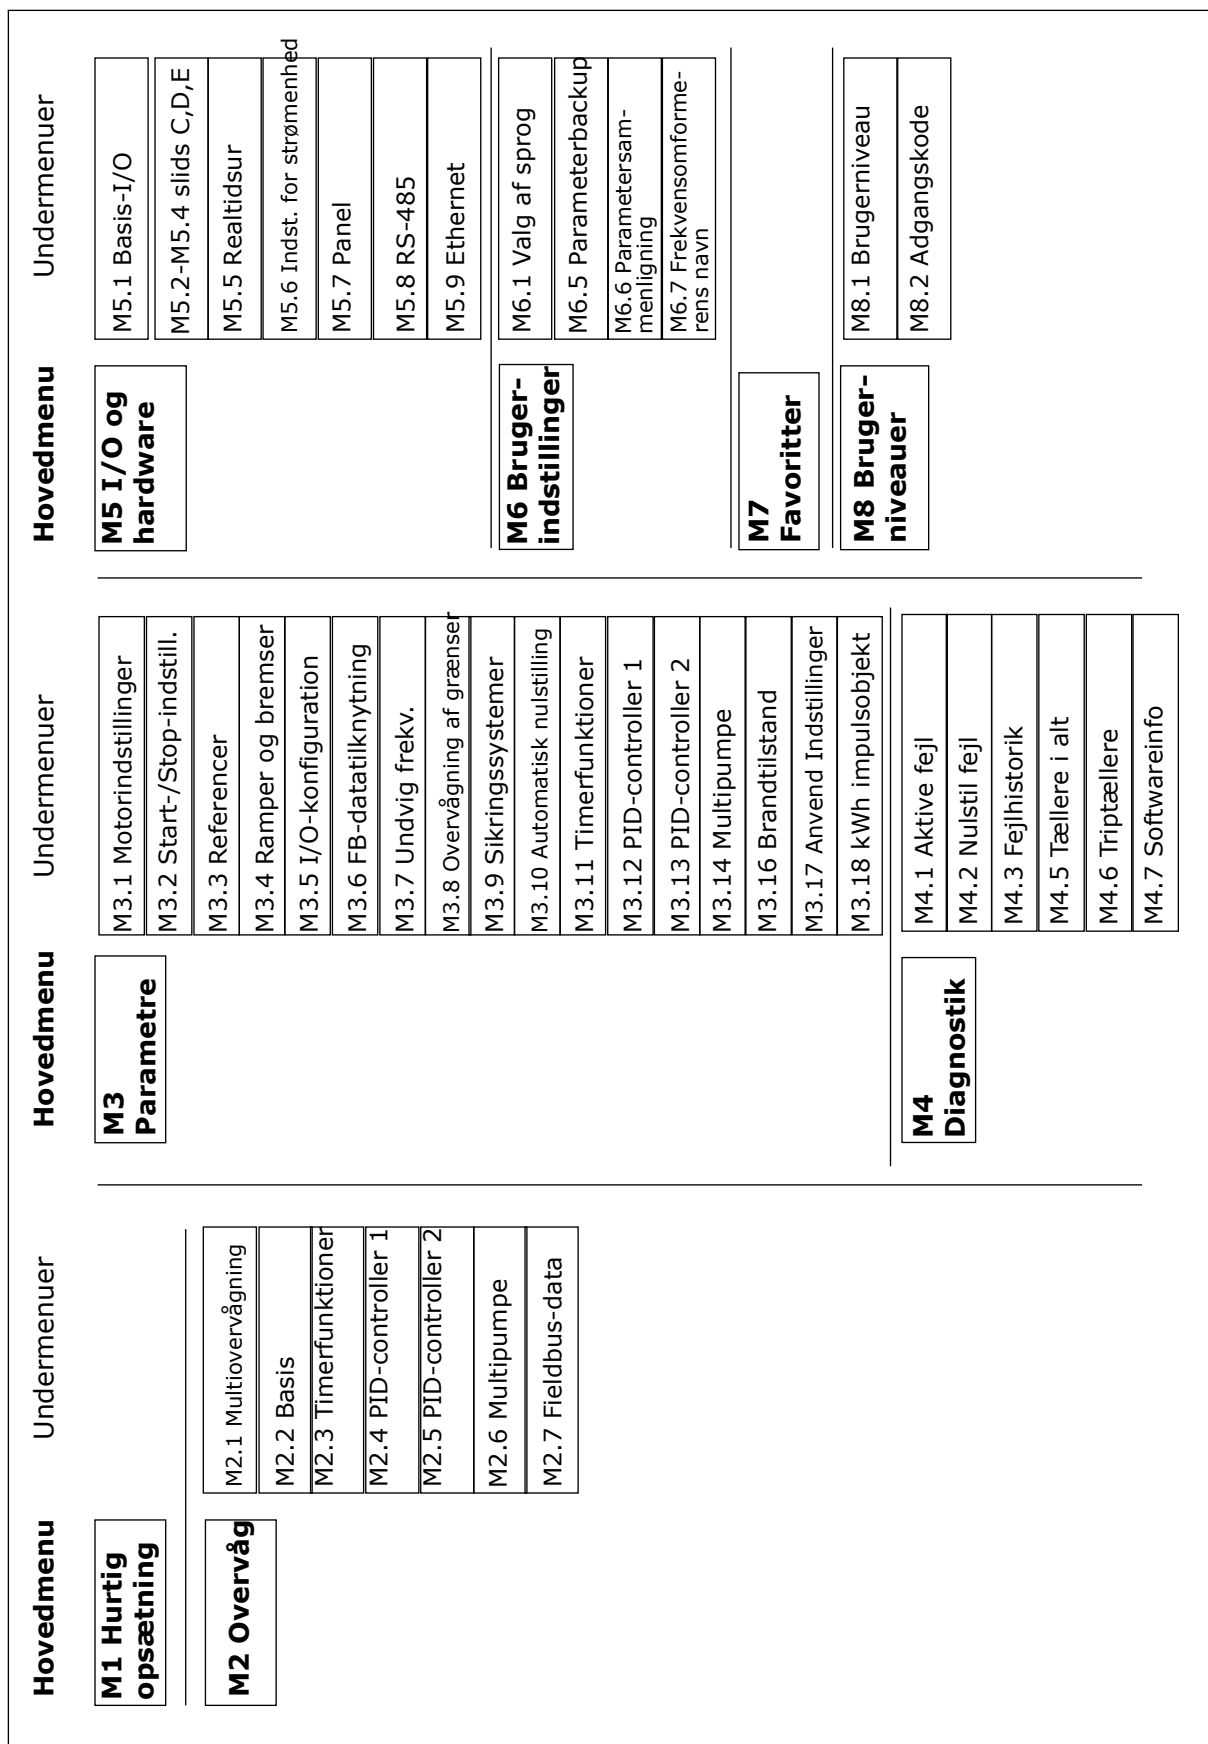 Hovedmenu
Undermenuer
M1 Hurtig
opsætning
M2 Overvåg
M2.1 Multiovervågning
M2.2 Basis
M2.3 Timerfunktioner
M2.4 PID-controller 1
M2.5 PID-controller 2
M2.6 Multipumpe
M2.7 Fieldbus-data
Hovedmenu
Undermenuer
M3
Parametre
M3.1 Motorindstillinger
M3.2 Start-/Stop-indstill.
M3.3 Referencer
M3.4 Ramper og bremser
M3.5 I/O-konfiguration
M3.6 FB-datatilknytning
M3.7 Undvig frekv.
M3.8 Overvågning af grænser
M3.9 Sikringssystemer
M3.10 Automatisk nulstilling
M3.11 Timerfunktioner
M3.12 PID-controller 1
M3.13 PID-controller 2
M3.14 Multipumpe
M3.16 Brandtilstand
M3.17 Anvend Indstillinger
M3.18 kWh impulsobjekt
M4
Diagnostik
M4.1 Aktive fejl
M4.2 Nulstil fejl
M4.3 Fejlhistorik
M4.5 Tællere i alt
M4.6 Triptællere
M4.7 Softwareinfo
Hovedmenu
Undermenuer
M5 I/O og
hardware
M5.1 Basis-I/O
M5.2-M5.4 slids C,D,E
M5.5 Realtidsur
M5.6 Indst. for strømenhed
M5.7 Panel
M5.8 RS-485
M5.9 Ethernet
M6 Bruger-
indstillinger
M6.1 Valg af sprog
M6.5 Parameterbackup
M6.6 Parametersam-
menligning
M6.7 Frekvensomforme-
rens navn
M7
Favoritter
M8 Bruger-
niveauer
M8.1 Brugerniveau
M8.2 Adgangskode